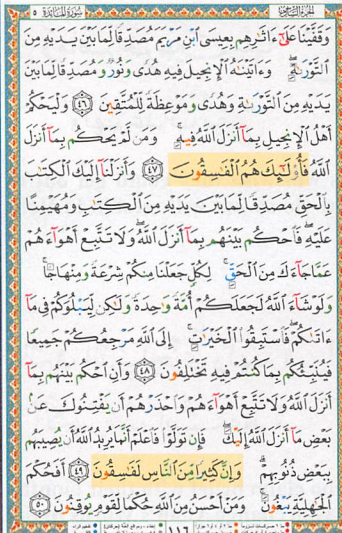 الجزء السادس سورة المائدة ٥
وَقَفَّيْنَا عَلَىٰٓ ءَاثَٰرِهِم بِعِيسَى ٱبْنِ مَرْيَمَ مُصَدِّقًا لِّمَا بَيْنَ يَدَيْهِ مِنَ
ٱلتَّوْرَىٰةِ ۖ وَءَاتَيْنَٰهُ ٱلْإِنجِيلَ فِيهِ هُدًى وَنُورٌ وَمُصَدِّقًا لِّمَا بَيْنَ
يَدَيْهِ مِنَ ٱلتَّوْرَىٰةِ وَهُدًى وَمَوْعِظَةً لِّلْمُتَّقِينَ ٤٦ وَلْيَحْكُمْ
أَهْلُ ٱلْإِنجِيلِ بِمَآ أَنزَلَ ٱللَّهُ فِيهِ ۚ وَمَن لَّمْ يَحْكُم بِمَآ أَنزَلَ
ٱللَّهُ فَأُو۟لَٰٓئِكَ هُمُ ٱلْفَٰسِقُونَ ٤٧ وَأَنزَلْنَآ إِلَيْكَ ٱلْكِتَٰبَ
بِٱلْحَقِّ مُصَدِّقًا لِّمَا بَيْنَ يَدَيْهِ مِنَ ٱلْكِتَٰبِ وَمُهَيْمِنًا
عَلَيْهِ ۖ فَٱحْكُم بَيْنَهُم بِمَآ أَنزَلَ ٱللَّهُ ۖ وَلَا تَتَّبِعْ أَهْوَآءَهُمْ
عَمَّا جَآءَكَ مِنَ ٱلْحَقِّ ۚ لِكُلٍّ جَعَلْنَا مِنكُمْ شِرْعَةً وَمِنْهَاجًا ۚ
وَلَوْ شَآءَ ٱللَّهُ لَجَعَلَكُمْ أُمَّةً وَٰحِدَةً وَلَٰكِن لِّيَبْلُوَكُمْ فِى مَآ
ءَاتَىٰكُمْ ۖ فَٱسْتَبِقُوا۟ ٱلْخَيْرَٰتِ ۚ إِلَى ٱللَّهِ مَرْجِعُكُمْ جَمِيعًا
فَيُنَبِّئُكُم بِمَا كُنتُمْ فِيهِ تَخْتَلِفُونَ ٤٨ وَأَنِ ٱحْكُم بَيْنَهُم بِمَآ
أَنزَلَ ٱللَّهُ وَلَا تَتَّبِعْ أَهْوَآءَهُمْ وَٱحْذَرْهُمْ أَن يَفْتِنُوكَ عَنۢ
بَعْضِ مَآ أَنزَلَ ٱللَّهُ إِلَيْكَ ۖ فَإِن تَوَلَّوْا۟ فَٱعْلَمْ أَنَّمَا يُرِيدُ ٱللَّهُ أَن يُصِيبَهُم
بِبَعْضِ ذُنُوبِهِمْ ۗ وَإِنَّ كَثِيرًا مِّنَ ٱلنَّاسِ لَفَٰسِقُونَ ٤٩ أَفَحُكْمَ
ٱلْجَٰهِلِيَّةِ يَبْغُونَ ۚ وَمَنْ أَحْسَنُ مِنَ ٱللَّهِ حُكْمًا لِّقَوْمٍ يُوقِنُونَ ٥٠
١١٦